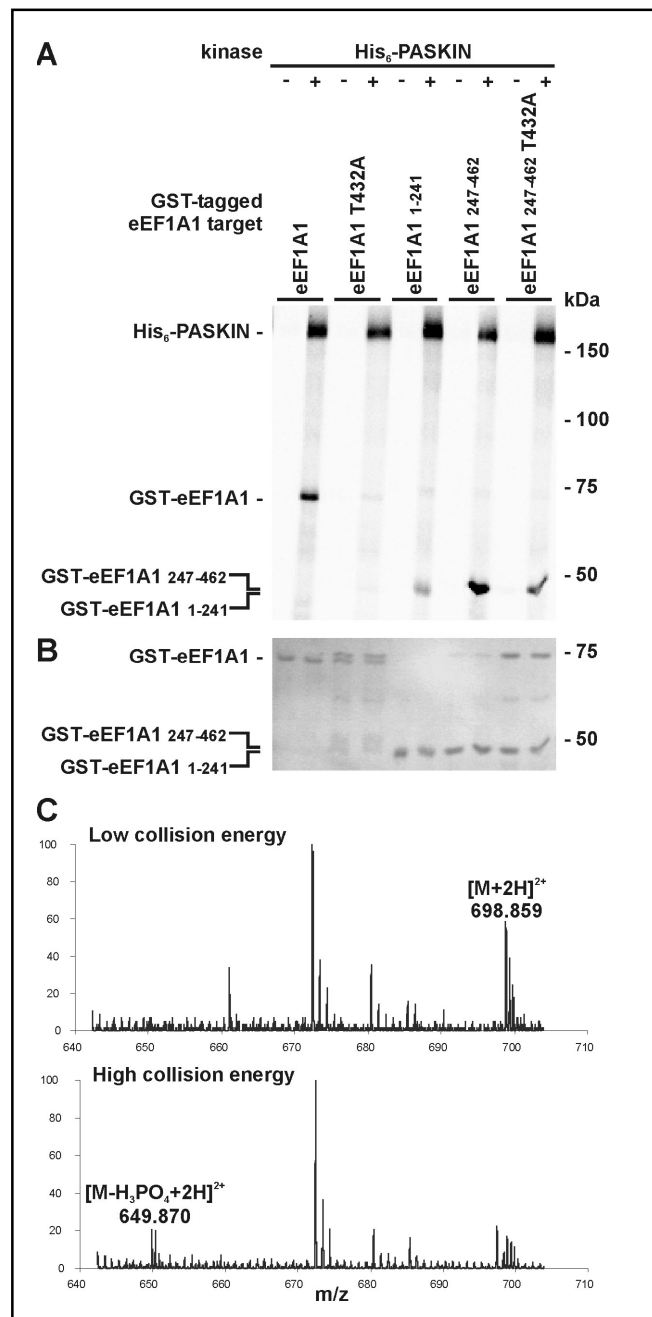 A
kinase
His₆-PASKIN
- + - + - + - + - +
GST-tagged
eEF1A1 target
eEF1A1
eEF1A1 T432A
eEF1A1 1-241
eEF1A1 247-462
eEF1A1 247-462 T432A
kDa
His₆-PASKIN -
- 150
- 100
GST-eEF1A1 -
- 75
GST-eEF1A1 247-462
- 50
GST-eEF1A1 1-241
B
GST-eEF1A1 -
- 75
GST-eEF1A1 247-462
- 50
GST-eEF1A1 1-241
C
Low collision energy
100
80
60
40
20
0
[M+2H]²⁺
698.859
640 650 660 670 680 690 700 710
High collision energy
100
80
60
40
20
0
[M-H₃PO₄+2H]²⁺
649.870
640 650 660 670 680 690 700 710
m/z